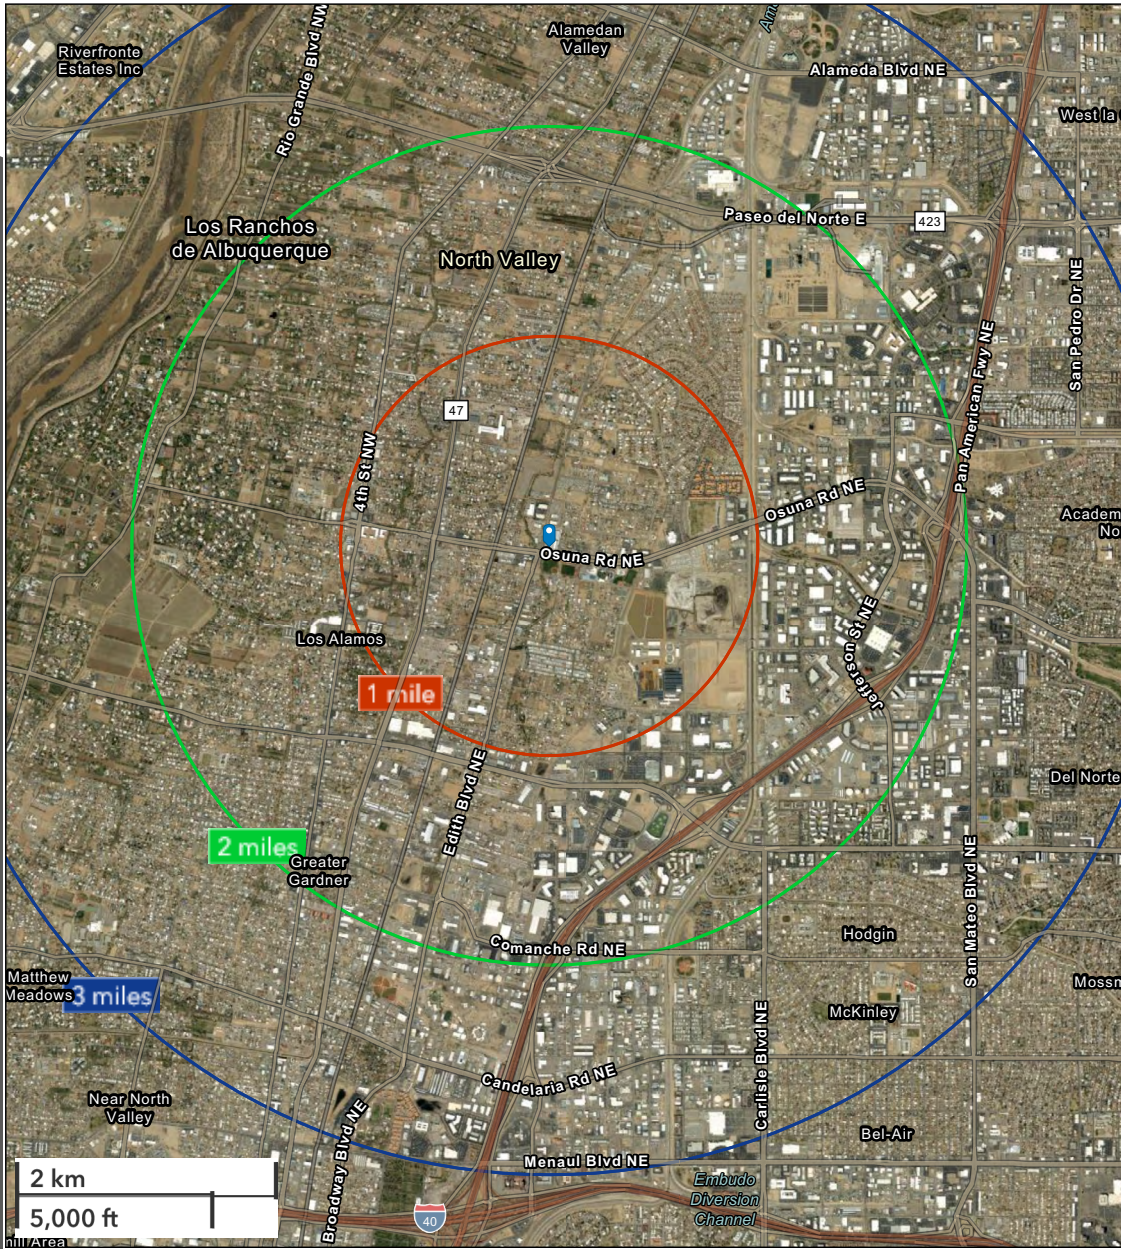 Riverfronte
Estates Inc
Rio Grande Blvd NW
Alamedan
Valley
Alameda Blvd NE
West la
Los Ranchos
de Albuquerque
North Valley
Paseo del Norte E
423
San Pedro Dr NE
Pan American Fwy NE
47
4th St NW
Osuna Rd NE
Osuna Rd NE
Academ
No
Los Alamos
Jefferson St NE
1 mile
Edith Blvd NE
Del Norte
2 miles
Greater
Gardner
San Mateo Blvd NE
Comanche Rd NE
Hodgin
Matthew
Meadows
3 miles
Mossm
McKinley
Carlisle Blvd NE
Candelaria Rd NE
Near North
Valley
Broadway Blvd NE
Bel-Air
Menaul Blvd NE
Embudo
Diversion
Channel
2 km
5,000 ft
40